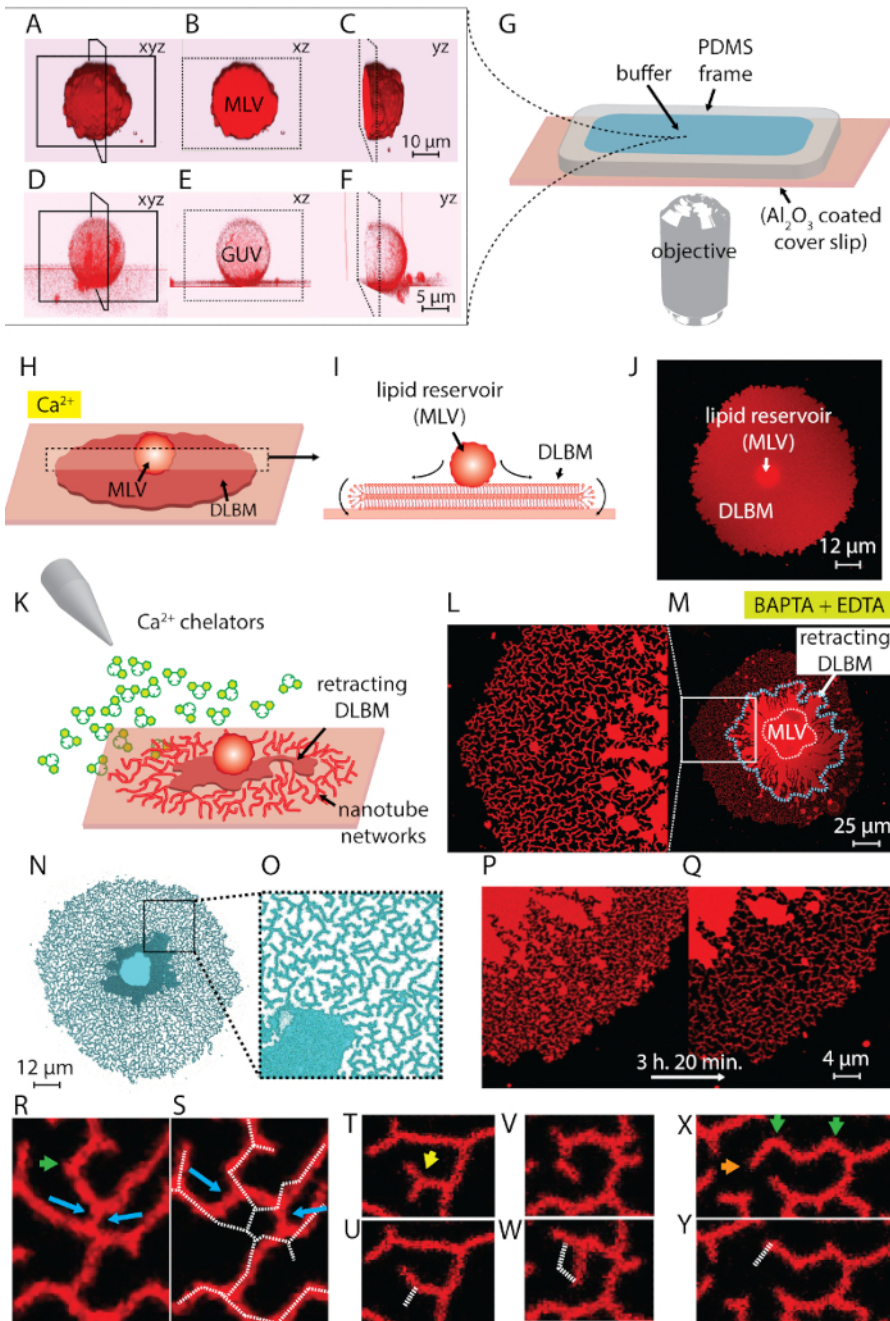 A
xyz
B
xz
MLV
C
yz
10 µm
D
xyz
E
xz
GUV
F
yz
5 µm
G
PDMS
frame
buffer
(Al₂O₃ coated
cover slip)
objective
H
Ca²⁺
MLV
DLBM
I
lipid reservoir
(MLV)
DLBM
J
lipid reservoir
(MLV)
DLBM
12 µm
K
Ca²⁺ chelators
retracting
DLBM
nanotube
networks
L
M
BAPTA + EDTA
retracting
DLBM
MLV
25 µm
N
12 µm
O
P
Q
3 h. 20 min.
4 µm
R
S
T
V
X
U
W
Y